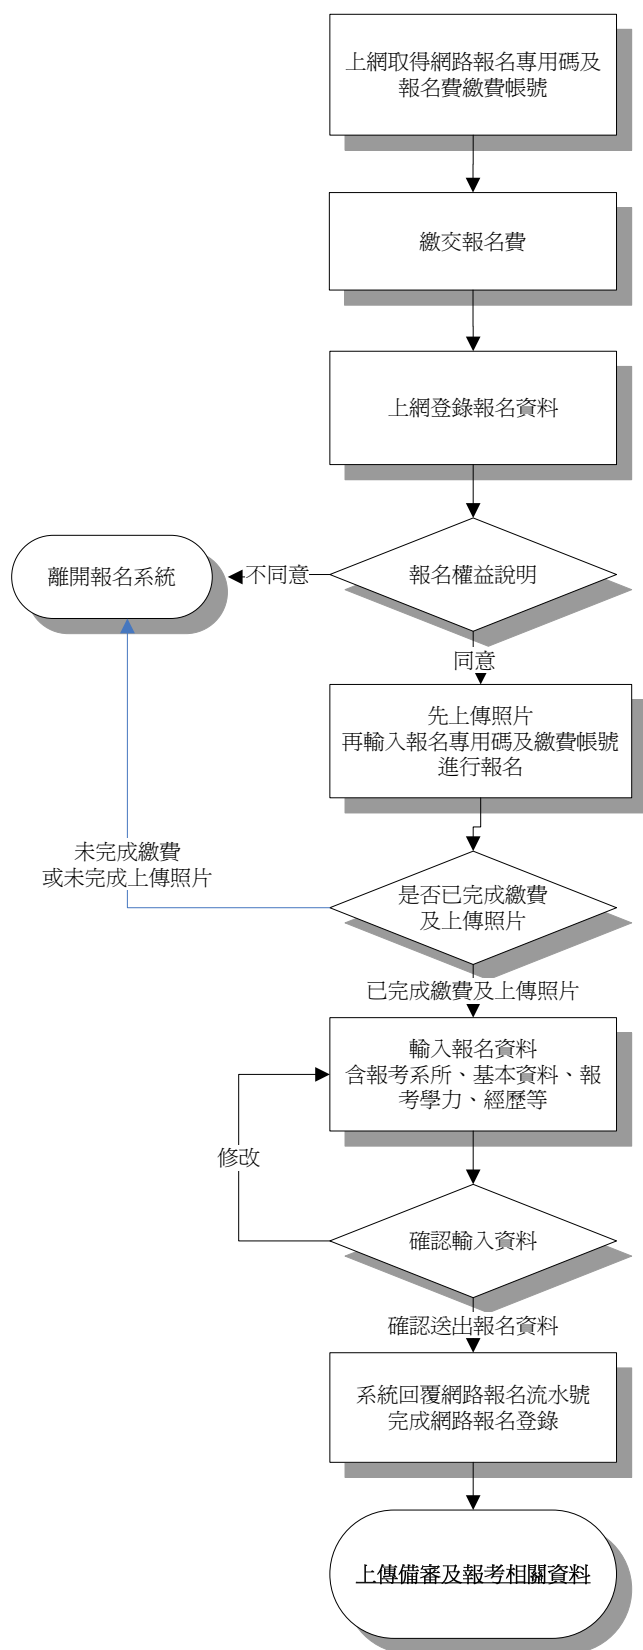 上網取得網路報名專用碼及
報名費繳費帳號
繳交報名費
上網登錄報名資料
離開報名系統
不同意
報名權益說明
同意
先上傳照片
再輸入報名專用碼及繳費帳號
進行報名
未完成繳費
或未完成上傳照片
是否已完成繳費
及上傳照片
已完成繳費及上傳照片
輸入報名資料
含報考系所、基本資料、報
考學力、經歷等
修改
確認輸入資料
確認送出報名資料
系統回覆網路報名流水號
完成網路報名登錄
上傳備審及報考相關資料